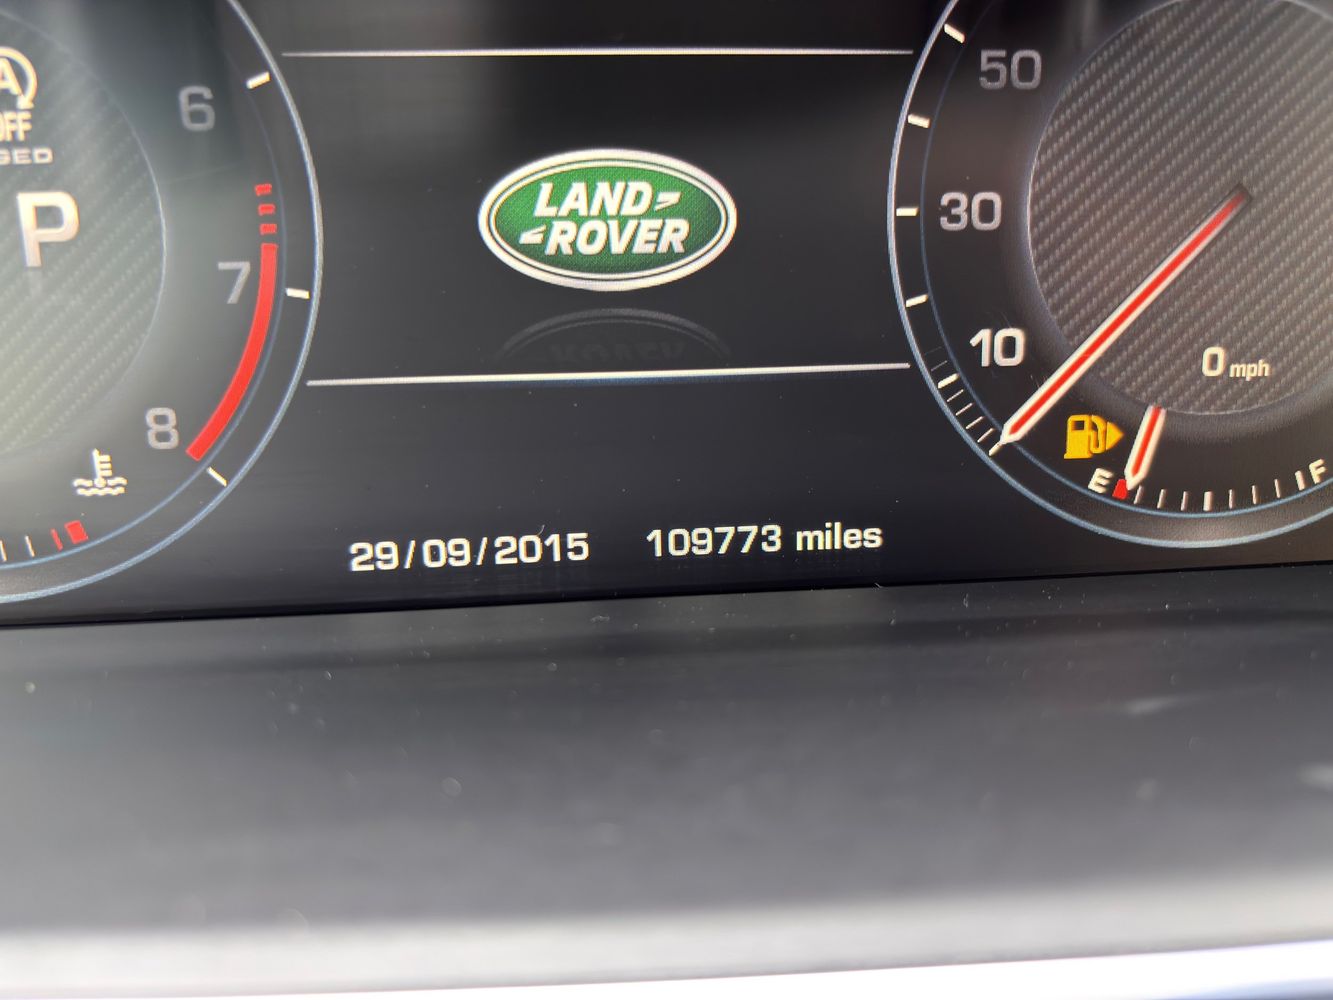 A
OFF
P
6
7
8
LAND
ROVER
50
30
10
0 mph
E
F
29/09/2015
109773 miles